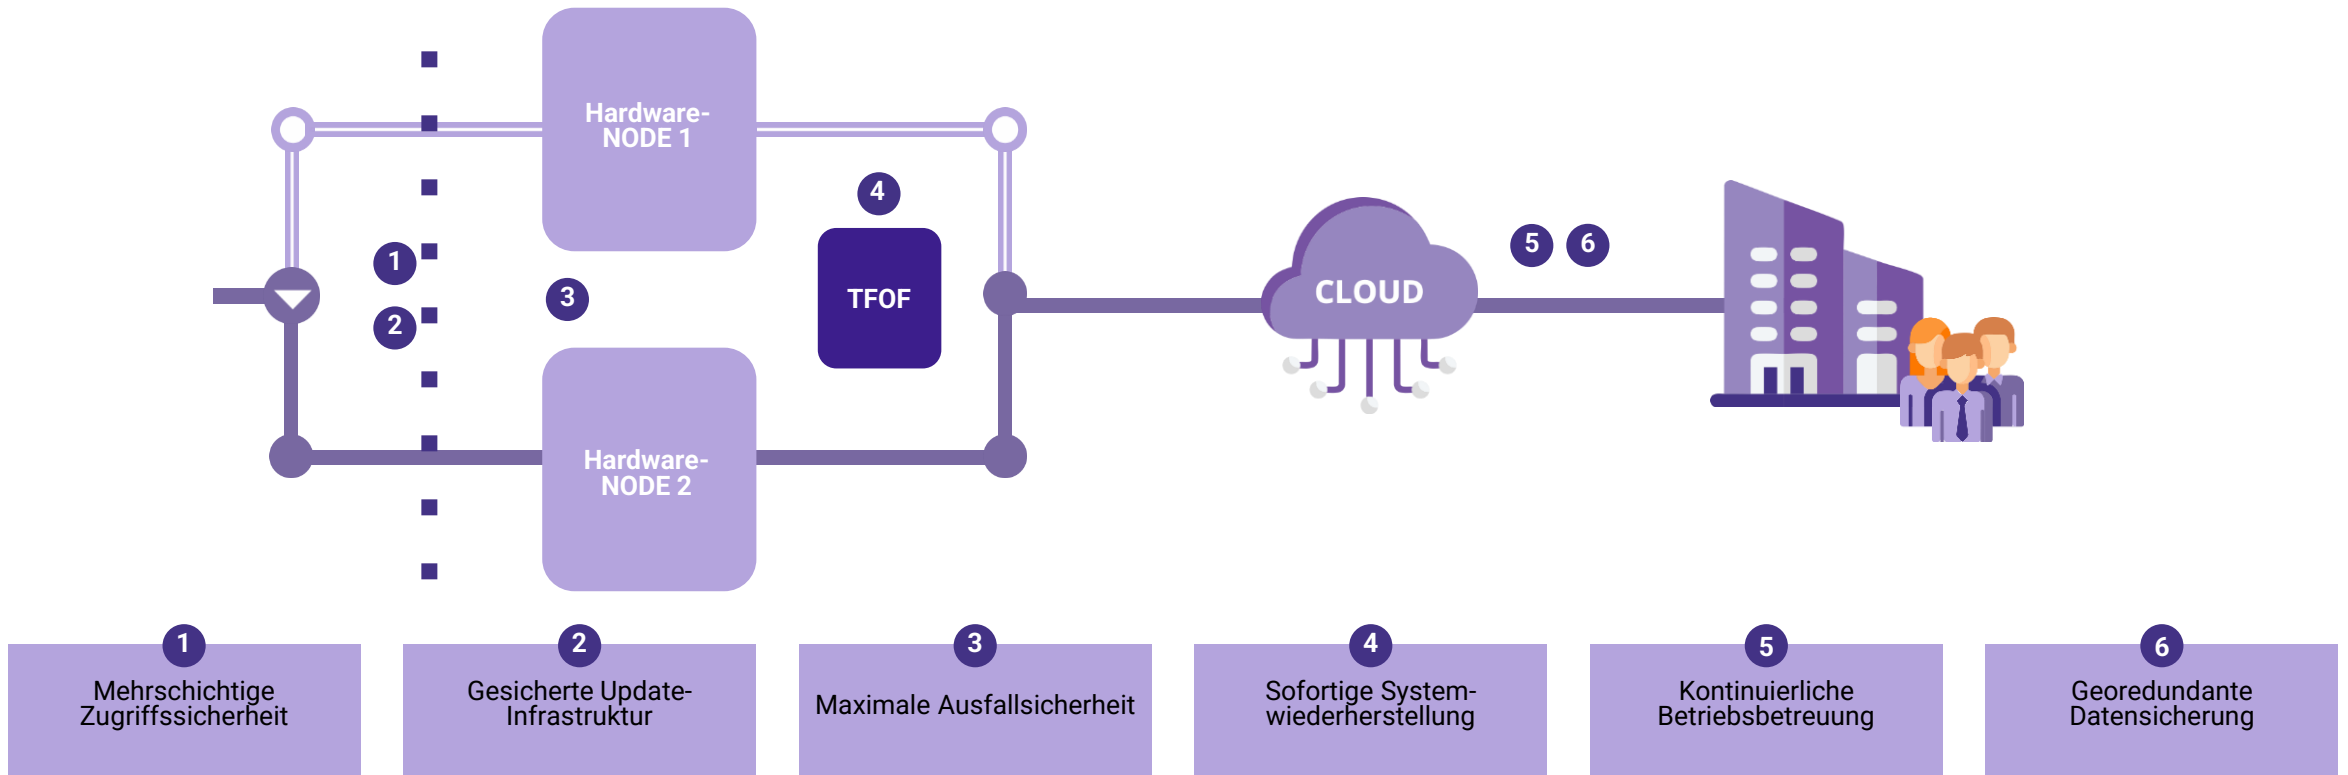 Hardware-
NODE 1
4
1
2
3
TFOF
5
6
CLOUD
Hardware-
NODE 2
1
Mehrschichtige
Zugriffssicherheit
2
Gesicherte Update-
Infrastruktur
3
Maximale Ausfallsicherheit
4
Sofortige System-
wiederherstellung
5
Kontinuierliche
Betriebsbetreuung
6
Georedundante
Datensicherung